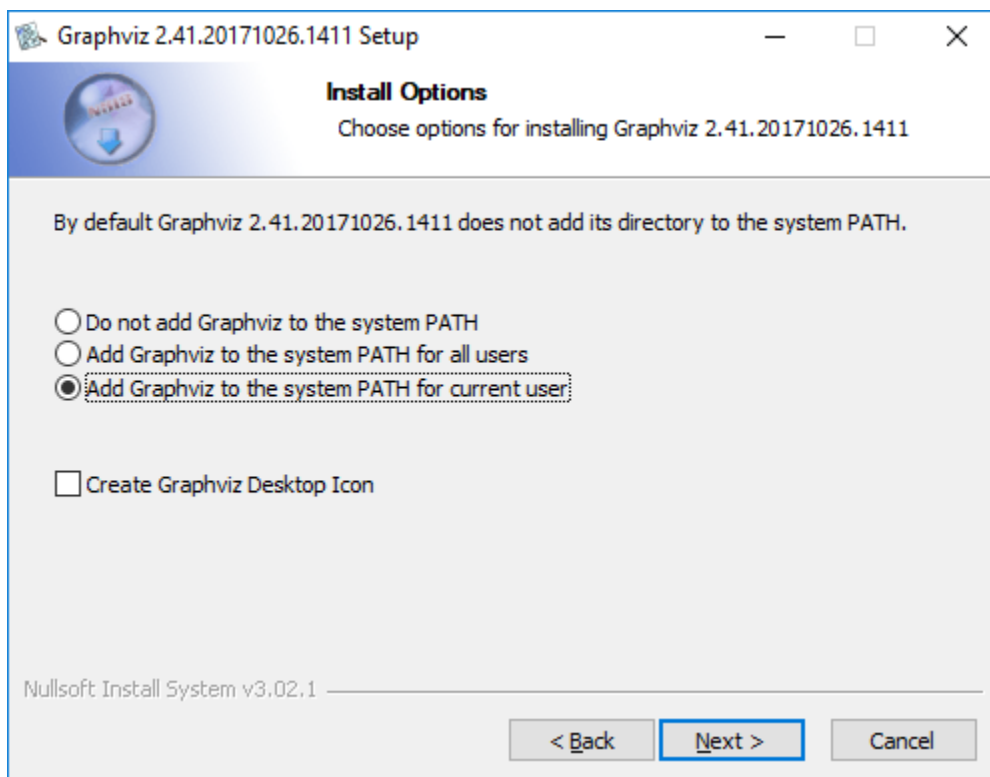 Graphviz 2.41.20171026.1411 Setup
Install Options
Choose options for installing Graphviz 2.41.20171026.1411
By default Graphviz 2.41.20171026.1411 does not add its directory to the system PATH.
Do not add Graphviz to the system PATH
Add Graphviz to the system PATH for all users
Add Graphviz to the system PATH for current user
Create Graphviz Desktop Icon
Nullsoft Install System v3.02.1
< Back Next > Cancel